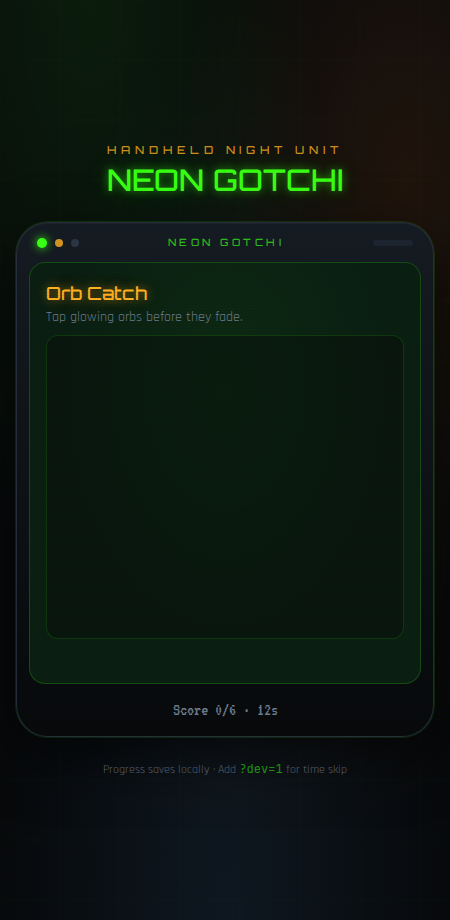 HANDHELD NIGHT UNIT
NEON GOTCHI
NEON GOTCHI
Orb Catch
Tap glowing orbs before they fade.
Score 0/6 · 12s
Progress saves locally · Add ?dev=1 for time skip